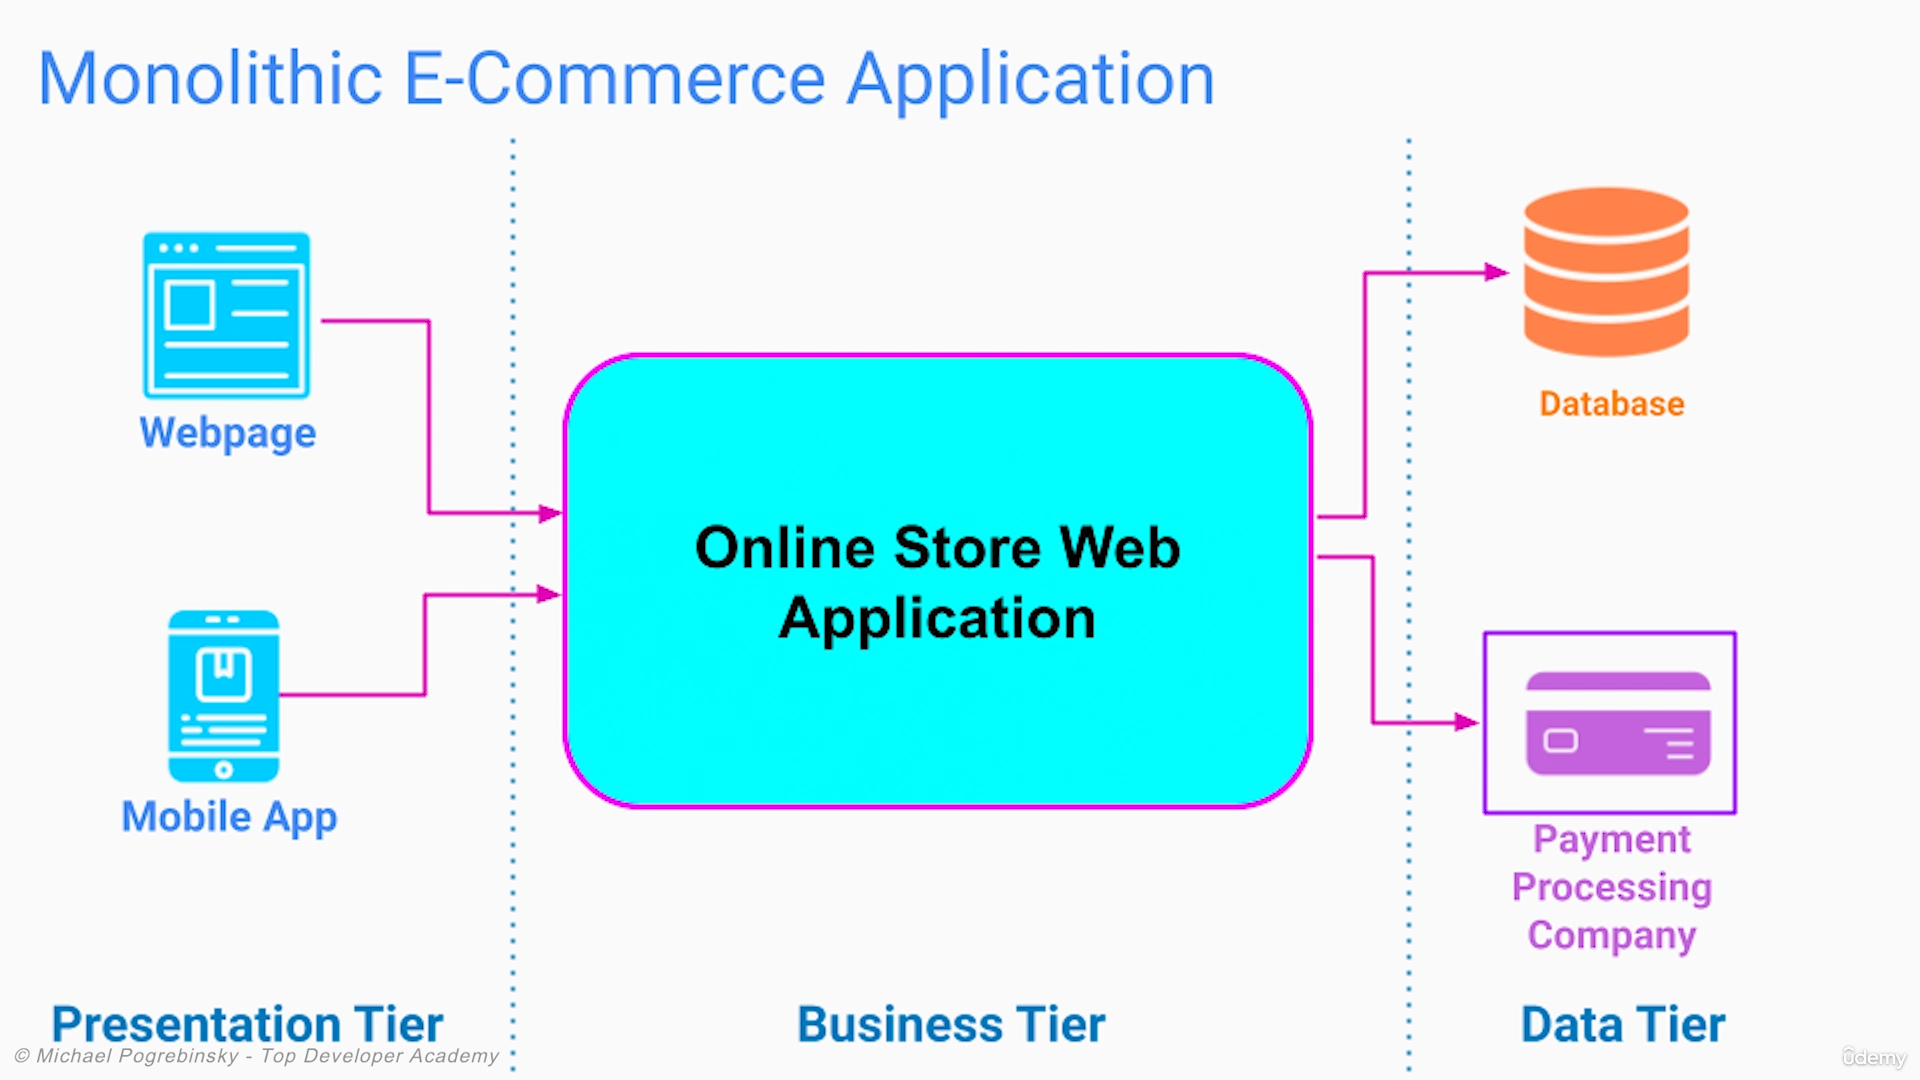 Monolithic E-Commerce Application
Webpage
Mobile App
Online Store Web
Application
Database
Payment
Processing
Company
Presentation Tier
Business Tier
Data Tier
© Michael Pogrebinsky - Top Developer Academy
ûdemy